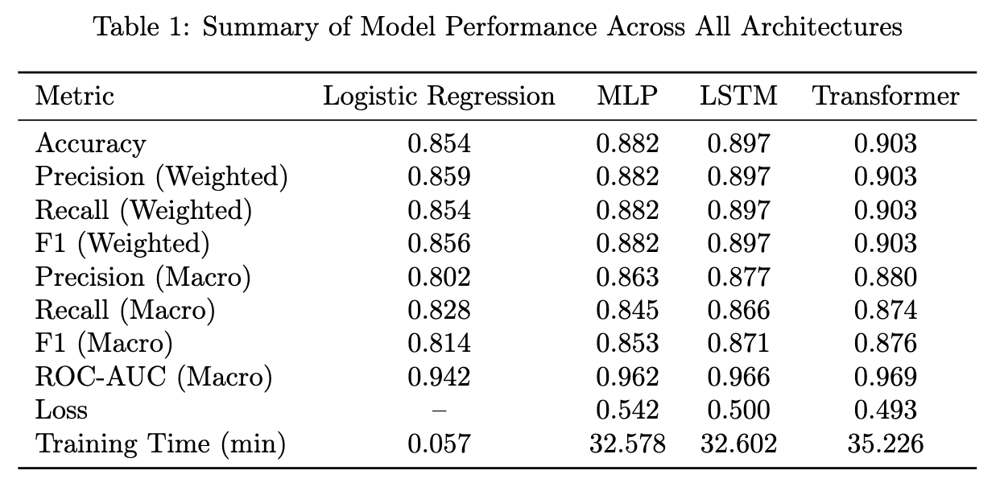 Table 1: Summary of Model Performance Across All Architectures
Metric Logistic Regression MLP LSTM Transformer
Accuracy 0.854 0.882 0.897 0.903
Precision (Weighted) 0.859 0.882 0.897 0.903
Recall (Weighted) 0.854 0.882 0.897 0.903
F1 (Weighted) 0.856 0.882 0.897 0.903
Precision (Macro) 0.802 0.863 0.877 0.880
Recall (Macro) 0.828 0.845 0.866 0.874
F1 (Macro) 0.814 0.853 0.871 0.876
ROC-AUC (Macro) 0.942 0.962 0.966 0.969
Loss – 0.542 0.500 0.493
Training Time (min) 0.057 32.578 32.602 35.226